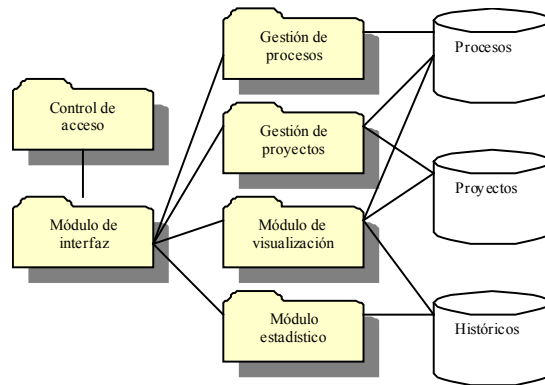 Gestión de
procesos
Procesos
Control de
acceso
Gestión de
proyectos
Proyectos
Módulo de
interfaz
Módulo de
visualización
Módulo
estadístico
Históricos